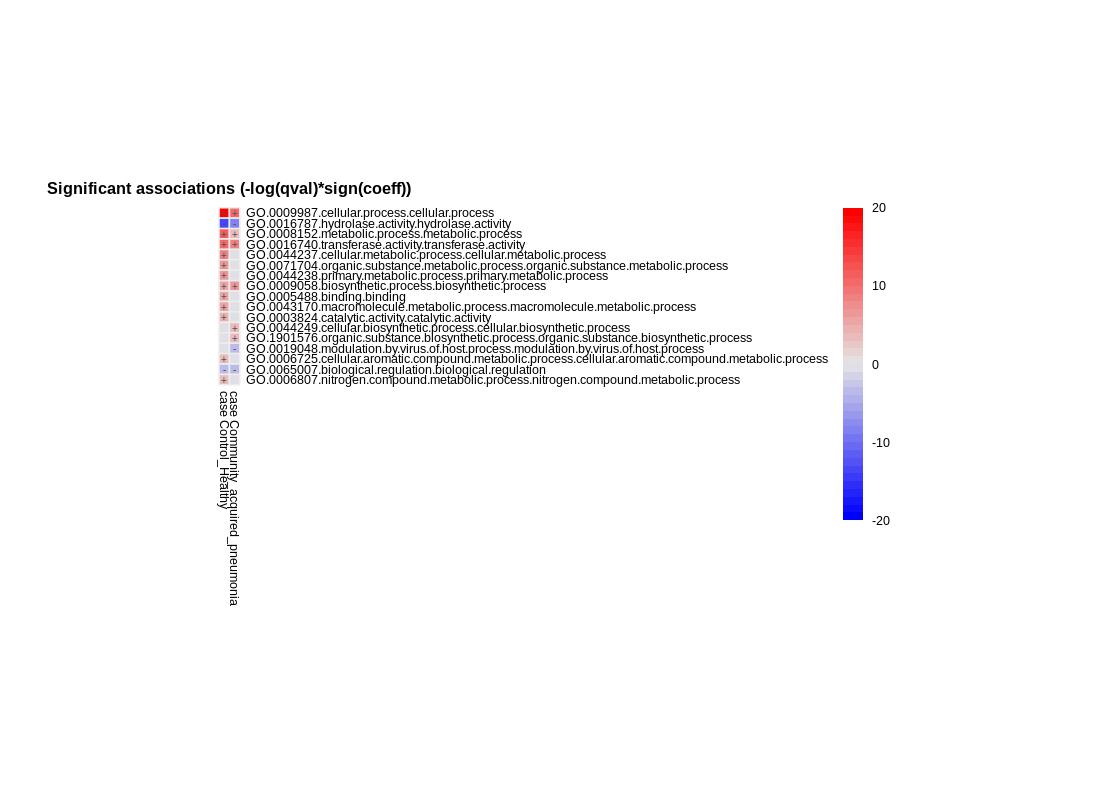 Significant associations (-log(qval)*sign(coeff))
+ GO.0009987.cellular.process.cellular.process
- GO.0016787.hydrolase.activity.hydrolase.activity
+ + GO.0008152.metabolic.process.metabolic.process
+ + GO.0016740.transferase.activity.transferase.activity
+ GO.0044237.cellular.metabolic.process.cellular.metabolic.process
+ GO.0071704.organic.substance.metabolic.process.organic.substance.metabolic.process
+ GO.0044238.primary.metabolic.process.primary.metabolic.process
+ + GO.0009058.biosynthetic.process.biosynthetic.process
+ GO.0005488.binding.binding
+ GO.0043170.macromolecule.metabolic.process.macromolecule.metabolic.process
+ GO.0003824.catalytic.activity.catalytic.activity
+ GO.0044249.cellular.biosynthetic.process.cellular.biosynthetic.process
+ GO.1901576.organic.substance.biosynthetic.process.organic.substance.biosynthetic.process
- GO.0019048.modulation.by.virus.of.host.process.modulation.by.virus.of.host.process
+ GO.0006725.cellular.aromatic.compound.metabolic.process.cellular.aromatic.compound.metabolic.process
- - GO.0065007.biological.regulation.biological.regulation
+ GO.0006807.nitrogen.compound.metabolic.process.nitrogen.compound.metabolic.process
case Control_Healthy
case Community_acquired_pneumonia
20
10
0
-10
-20